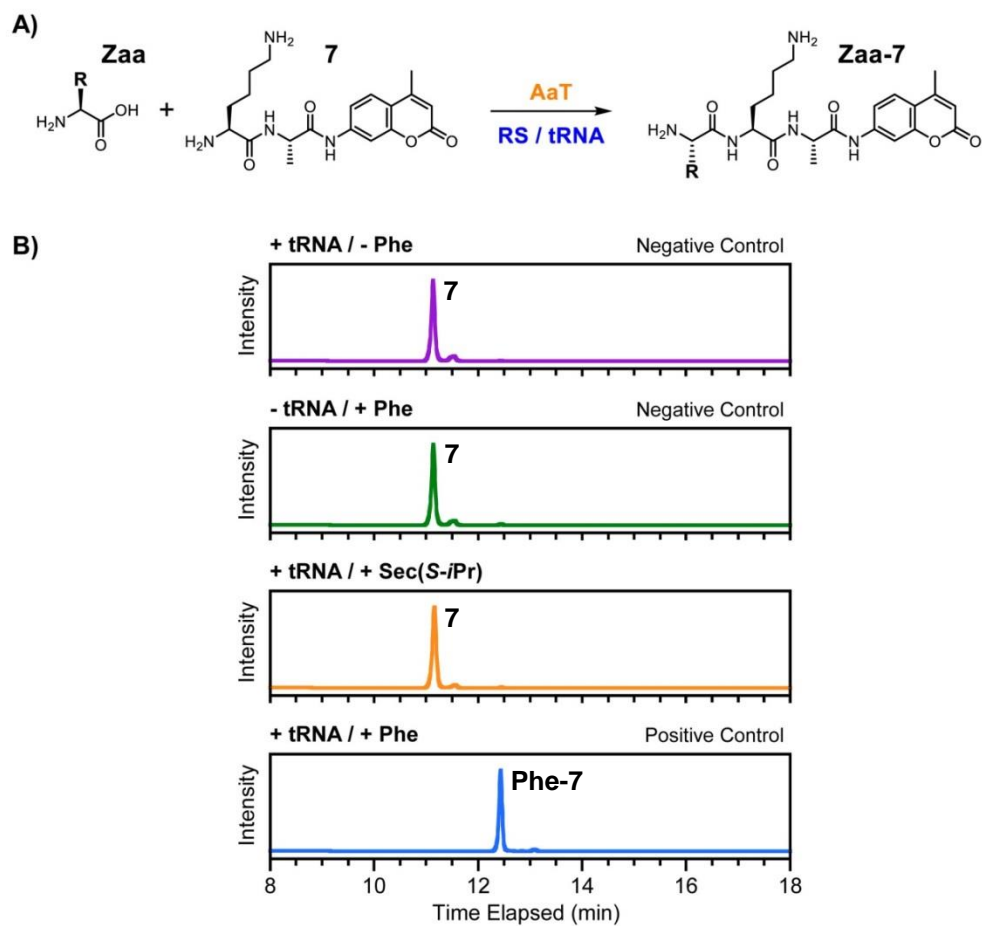 A)
Zaa
7
Zaa-7
R
H₂N
OH
O
+
NH₂
H₂N
O
H
N
O
N
H
O
O
AaT
RS / tRNA
NH₂
H₂N
R
O
N
H
O
H
N
O
N
H
O
O
B)
+ tRNA / - Phe
Negative Control
Intensity
7
- tRNA / + Phe
Negative Control
Intensity
7
+ tRNA / + Sec(S-iPr)
Intensity
7
+ tRNA / + Phe
Positive Control
Intensity
Phe-7
8 10 12 14 16 18
Time Elapsed (min)